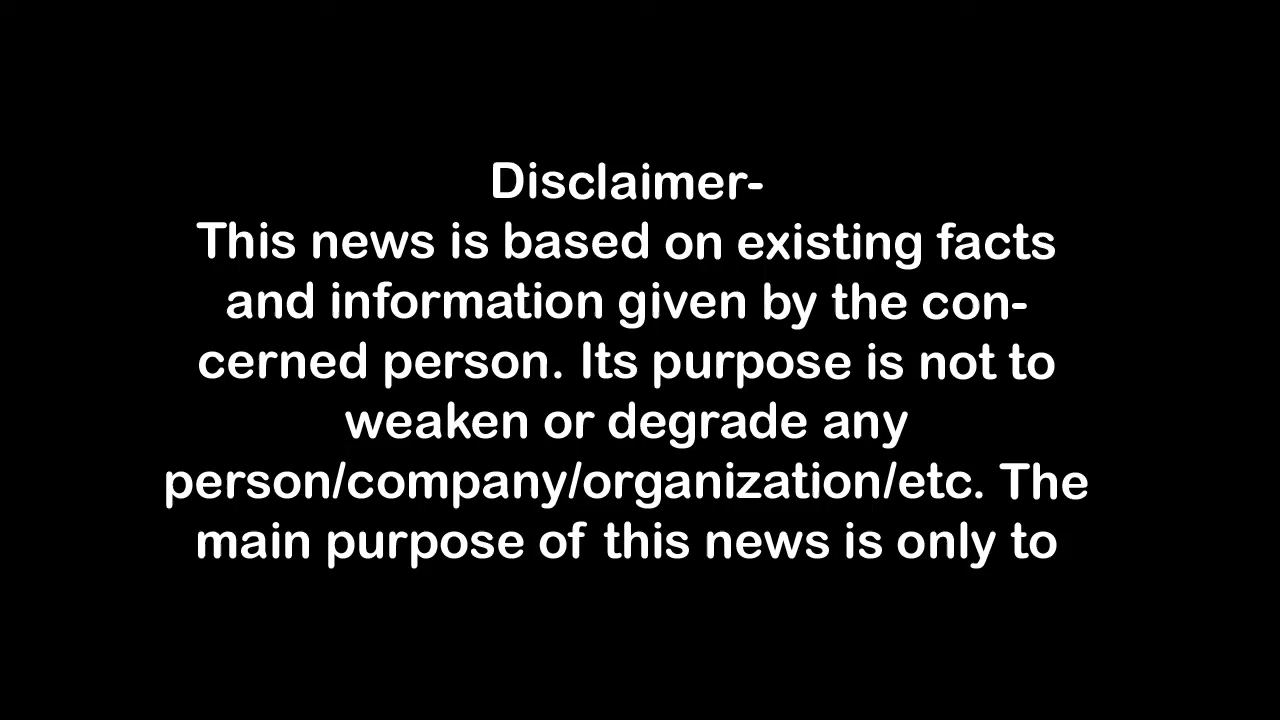 Disclaimer-
This news is based on existing facts
and information given by the con-
cerned person. Its purpose is not to
weaken or degrade any
person/company/organization/etc. The
main purpose of this news is only to